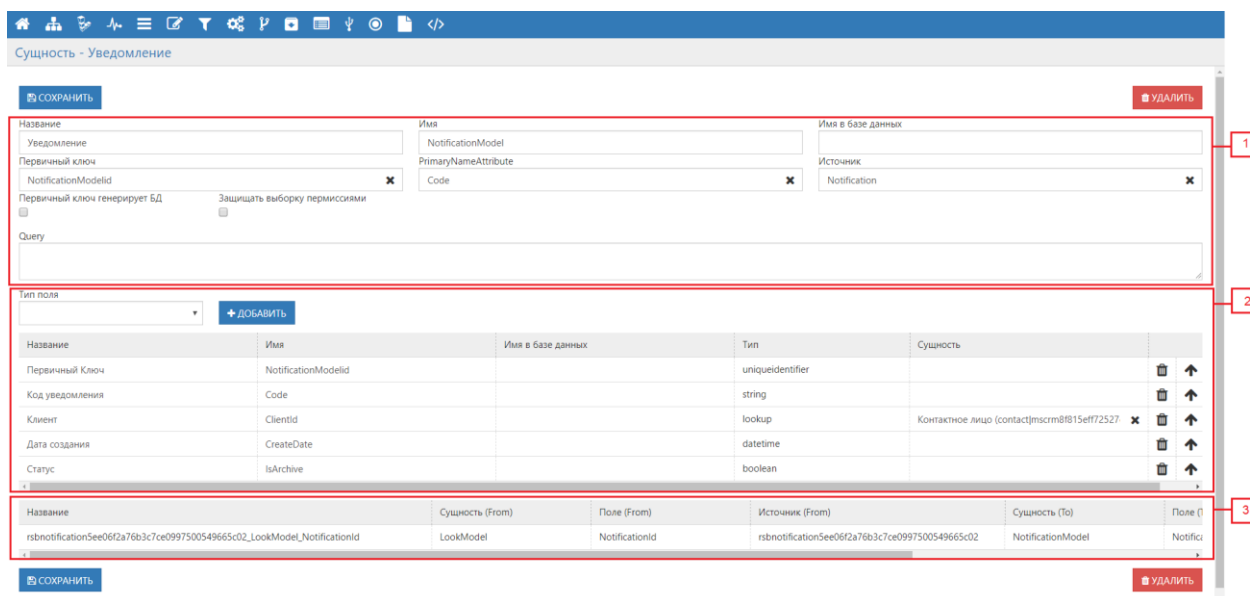 Сущность - Уведомление
СОХРАНИТЬ
УДАЛИТЬ
Название Имя Имя в базе данных
Уведомление NotificationModel
1
Первичный ключ PrimaryNameAttribute Источник
NotificationModelid Code Notification
Первичный ключ генерирует БД Защищать выборку пермиссиями
Query
Тип поля
2
+ ДОБАВИТЬ
Название Имя Имя в базе данных Тип Сущность
Первичный Ключ NotificationModelid uniqueidentifier
Код уведомления Code string
Клиент ClientId lookup Контактное лицо (contact|mscrm8f815eff72527
Дата создания CreateDate datetime
Статус IsArchive boolean
Название Сущность (From) Поле (From) Источник (From) Сущность (To) Поле (T
3
rsbnotification5ee06f2a76b3c7ce0997500549665c02_LookModel_NotificationId LookModel NotificationId rsbnotification5ee06f2a76b3c7ce0997500549665c02 NotificationModel Notifica
СОХРАНИТЬ
УДАЛИТЬ